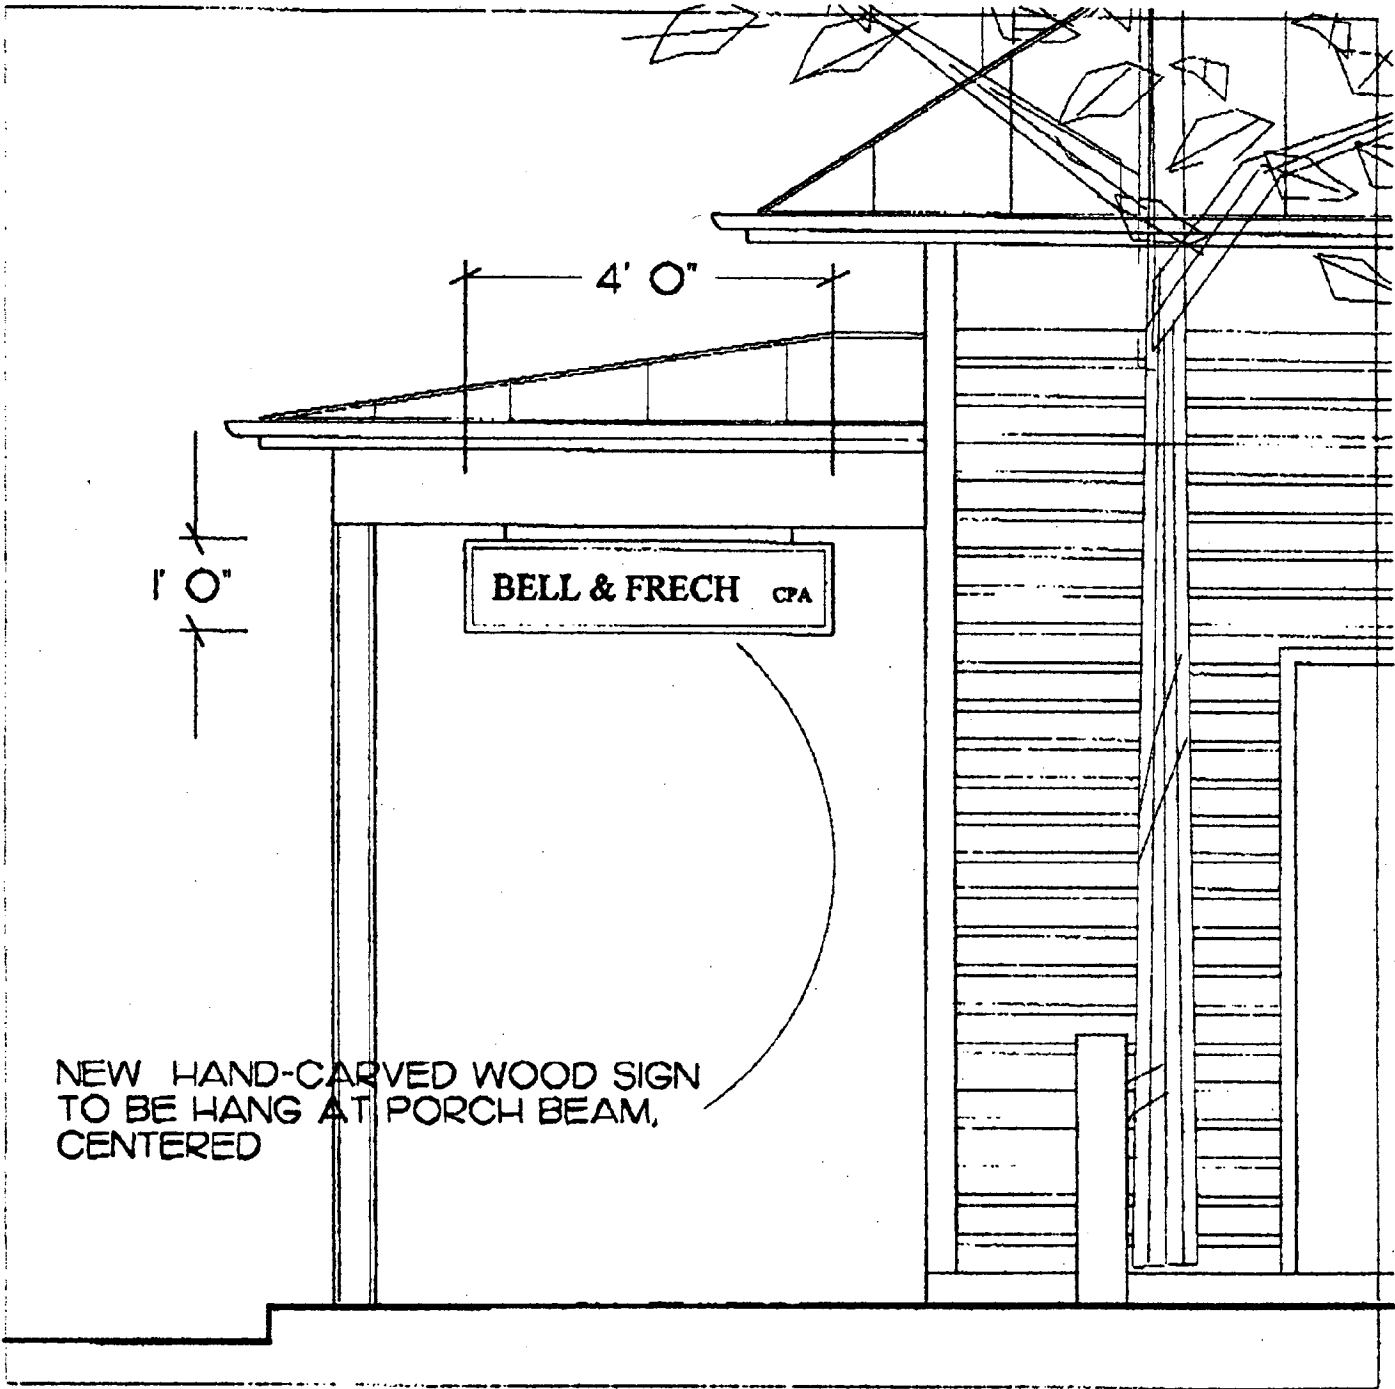 4' 0"
1' 0"
BELL & FRECH CPA
NEW HAND-CARVED WOOD SIGN
TO BE HANG AT PORCH BEAM,
CENTERED